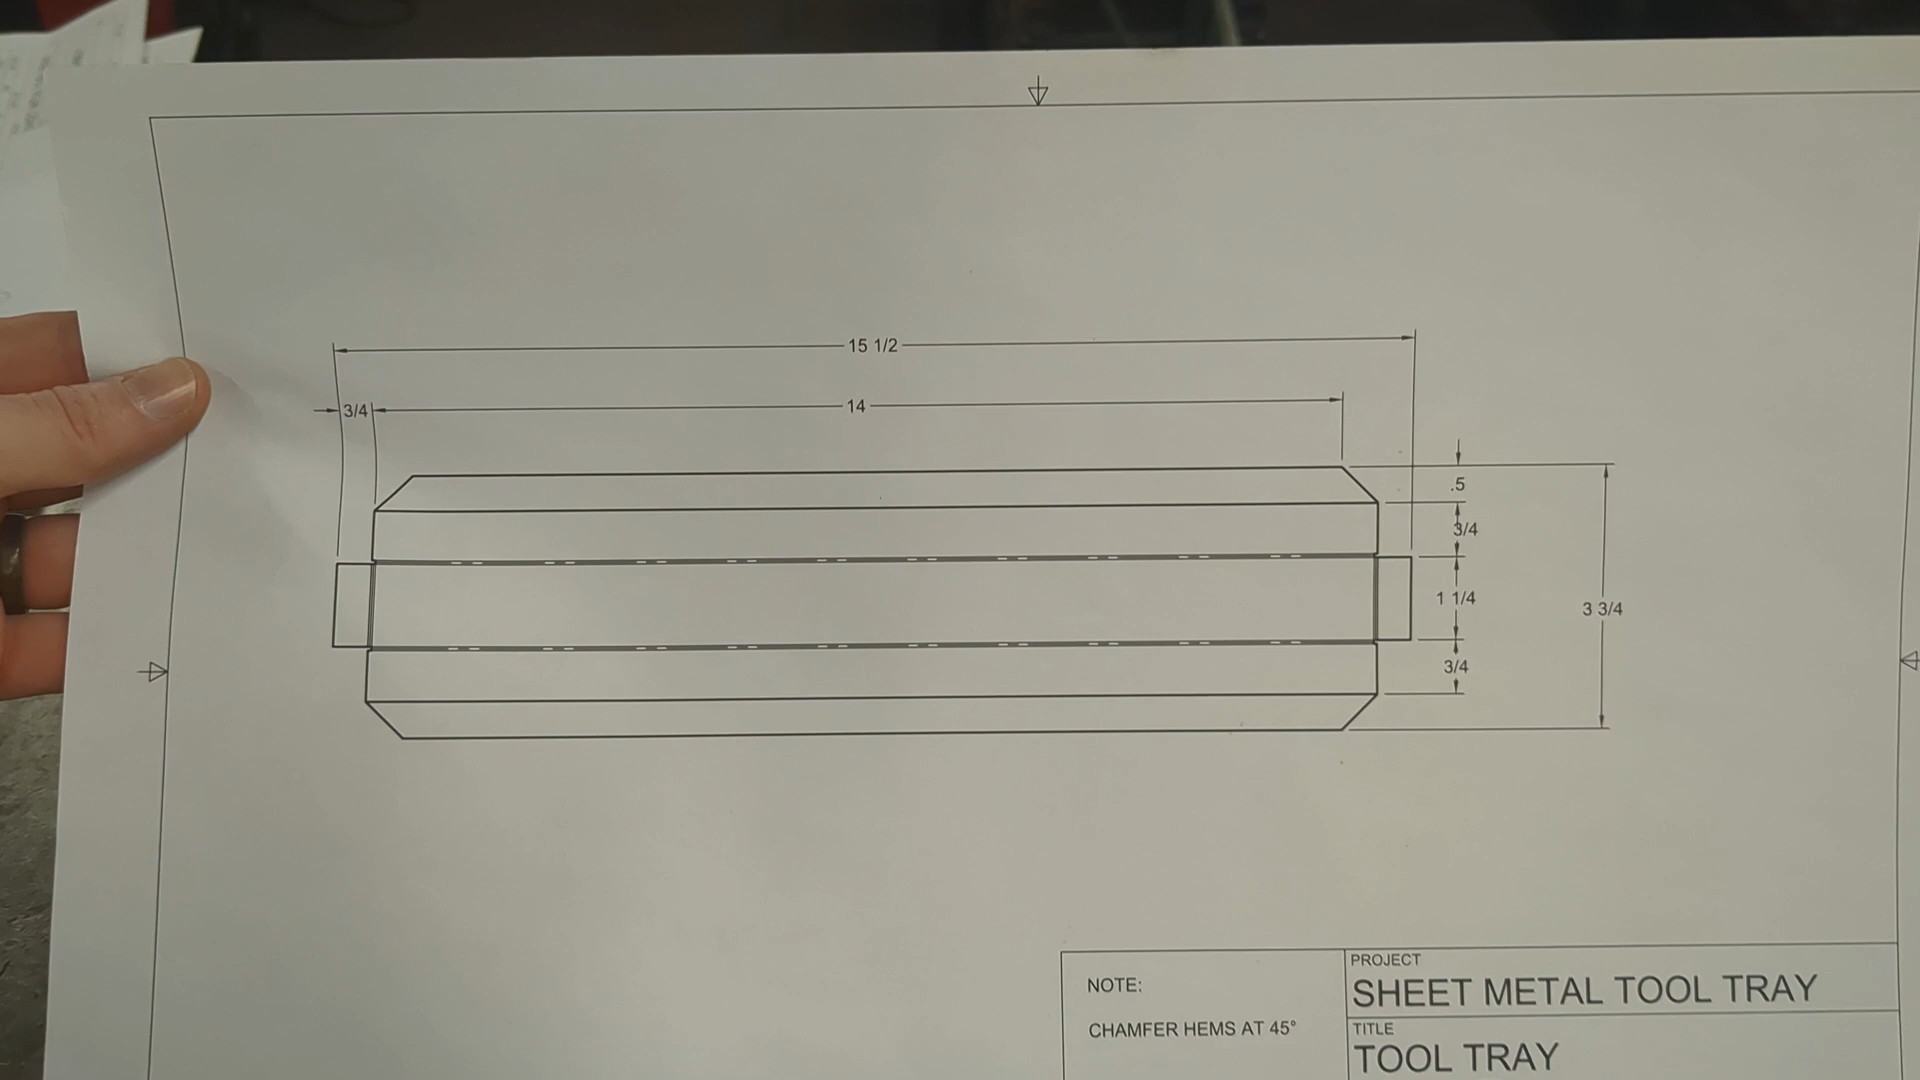 15 1/2
3/4
14
.5
3/4
1 1/4
3 3/4
3/4
NOTE:
CHAMFER HEMS AT 45°
PROJECT
SHEET METAL TOOL TRAY
TITLE
TOOL TRAY